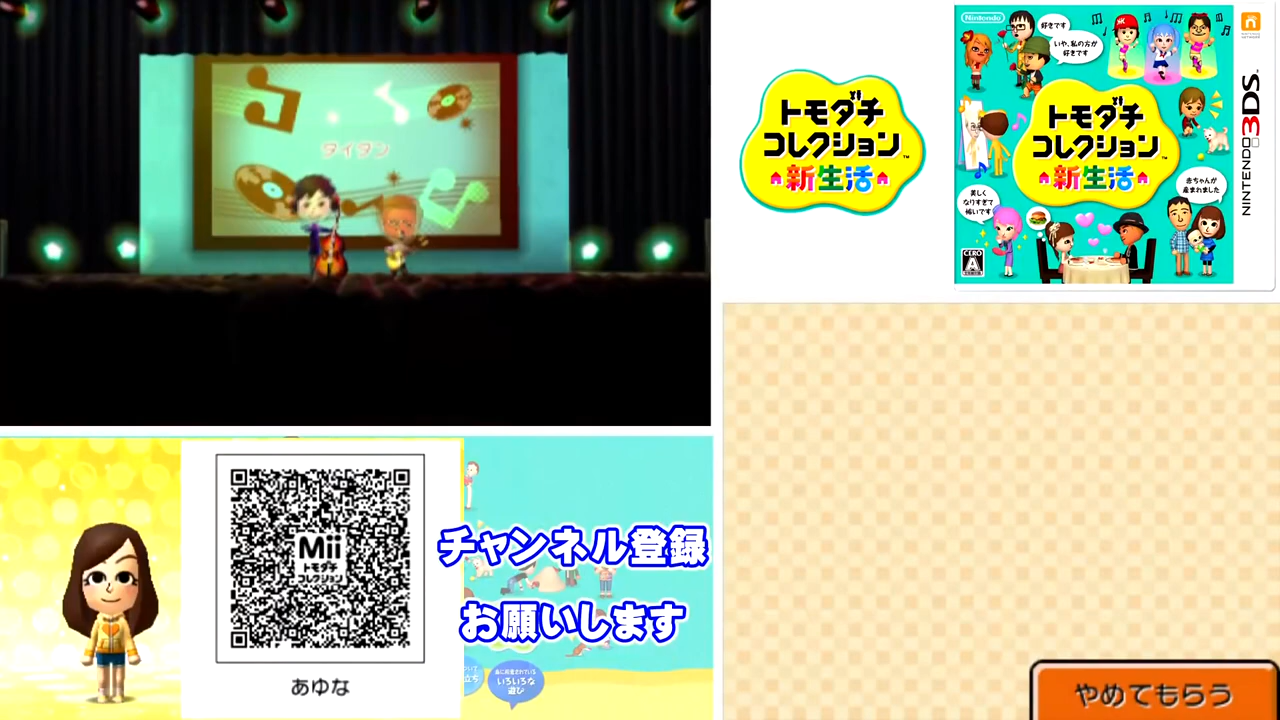 タイタン
トモダチ
コレクション
新生活
Nintendo
好きです
いや、私の方が
好きです
トモダチ
コレクション
新生活
赤ちゃんが
産まれました
美しく
なりすぎて
怖いです
CERO
A
NINTENDO 3DS
Mii
トモダチ
コレクション
あゆな
チャンネル登録
お願いします
いろいろな
遊び
やめてもらう